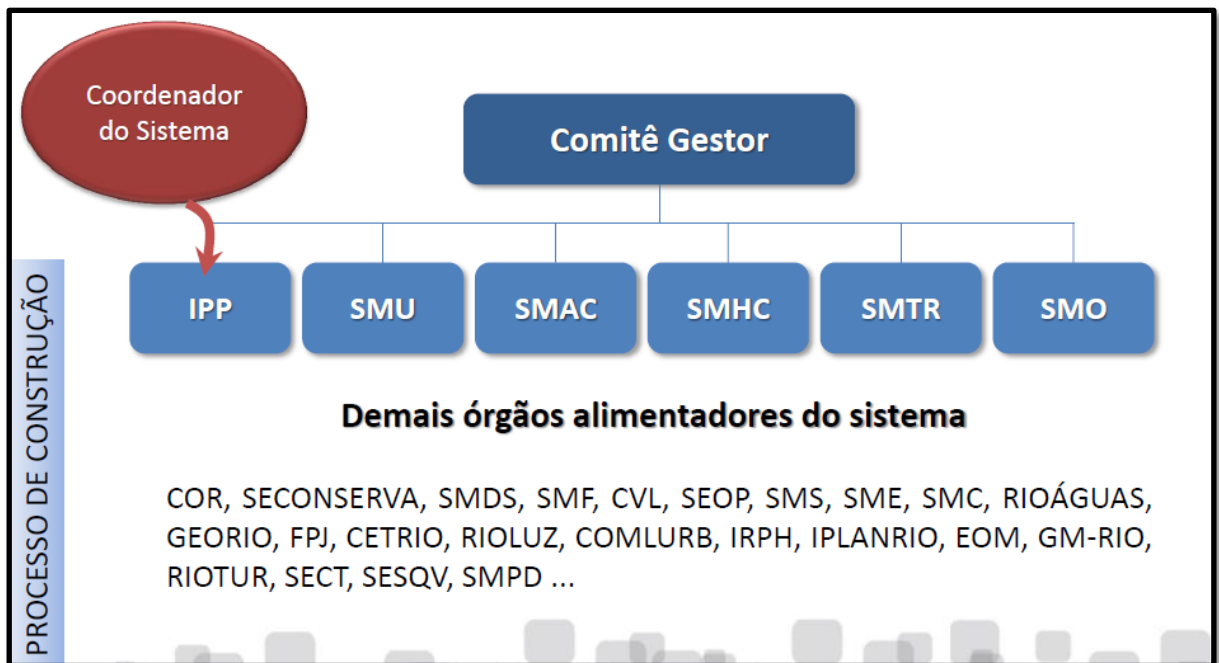 Coordenador
do Sistema
Comitê Gestor
IPP
SMU
SMAC
SMHC
SMTR
SMO
PROCESSO DE CONSTRUÇÃO
Demais órgãos alimentadores do sistema
COR, SECONSERVA, SMDS, SMF, CVL, SEOP, SMS, SME, SMC, RIOÁGUAS,
GEORIO, FPJ, CETRIO, RIOLUZ, COMLURB, IRPH, IPLANRIO, EOM, GM-RIO,
RIOTUR, SECT, SESQV, SMPD ...